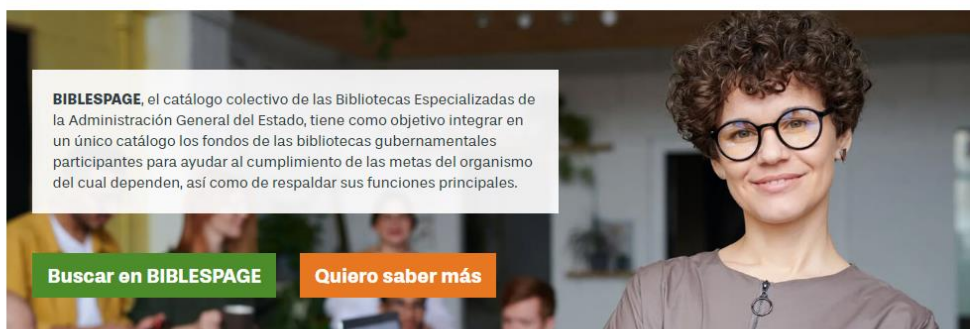 BIBLESPAGE, el catálogo colectivo de las Bibliotecas Especializadas de
la Administración General del Estado, tiene como objetivo integrar en
un único catálogo los fondos de las bibliotecas gubernamentales
participantes para ayudar al cumplimiento de las metas del organismo
del cual dependen, así como de respaldar sus funciones principales.
Buscar en BIBLESPAGE
Quiero saber más